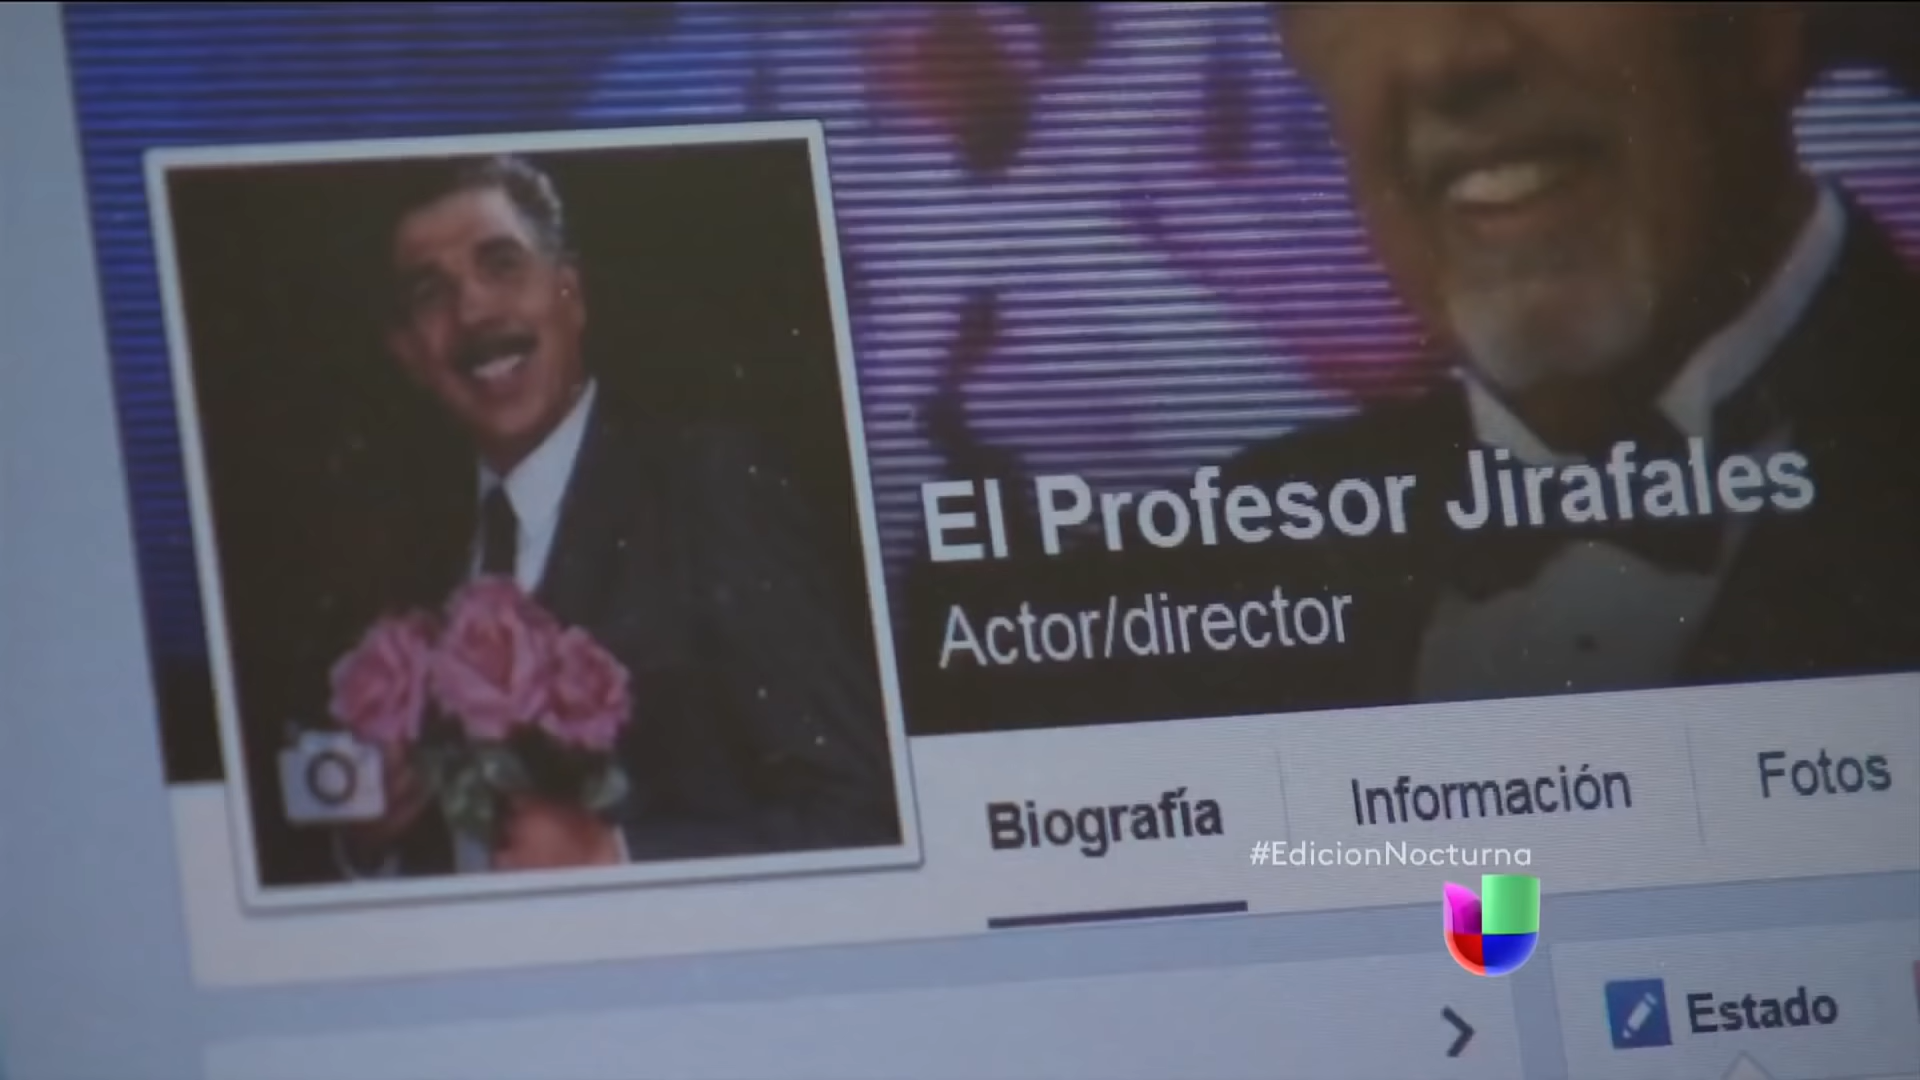 El Profesor Jirafales
Actor/director
Biografía Información Fotos
#EdicionNocturna
Estado